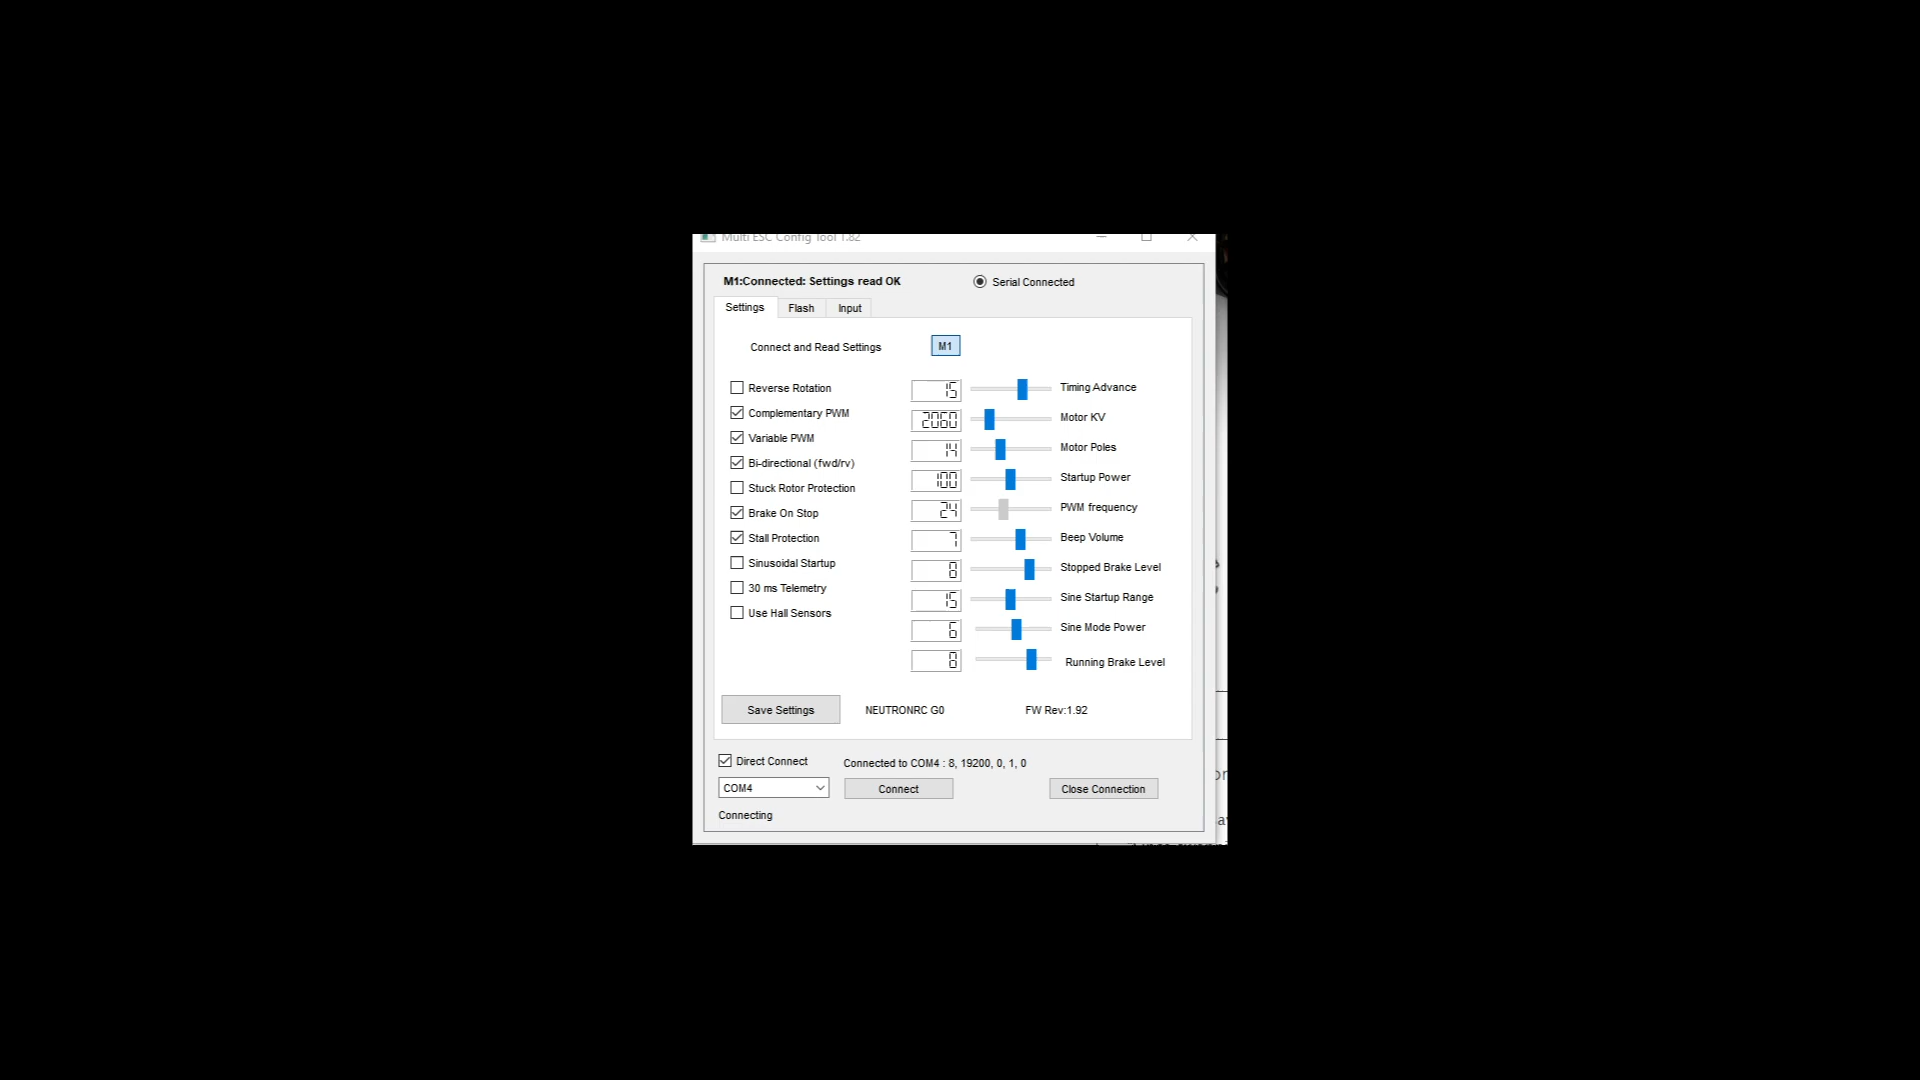 Multi ESC Config Tool 1.82
M1:Connected: Settings read OK
Serial Connected
Settings Flash Input
Connect and Read Settings M1
Reverse Rotation 15 Timing Advance
Complementary PWM 2060 Motor KV
Variable PWM 14 Motor Poles
Bi-directional (fwd/rv) 100 Startup Power
Stuck Rotor Protection 24 PWM frequency
Brake On Stop 7 Beep Volume
Stall Protection 8 Stopped Brake Level
Sinusoidal Startup 15 Sine Startup Range
30 ms Telemetry 6 Sine Mode Power
Use Hall Sensors 8 Running Brake Level
Save Settings NEUTRONRC G0 FW Rev:1.92
Direct Connect Connected to COM4 : 8, 19200, 0, 1, 0
COM4 Connect Close Connection
Connecting